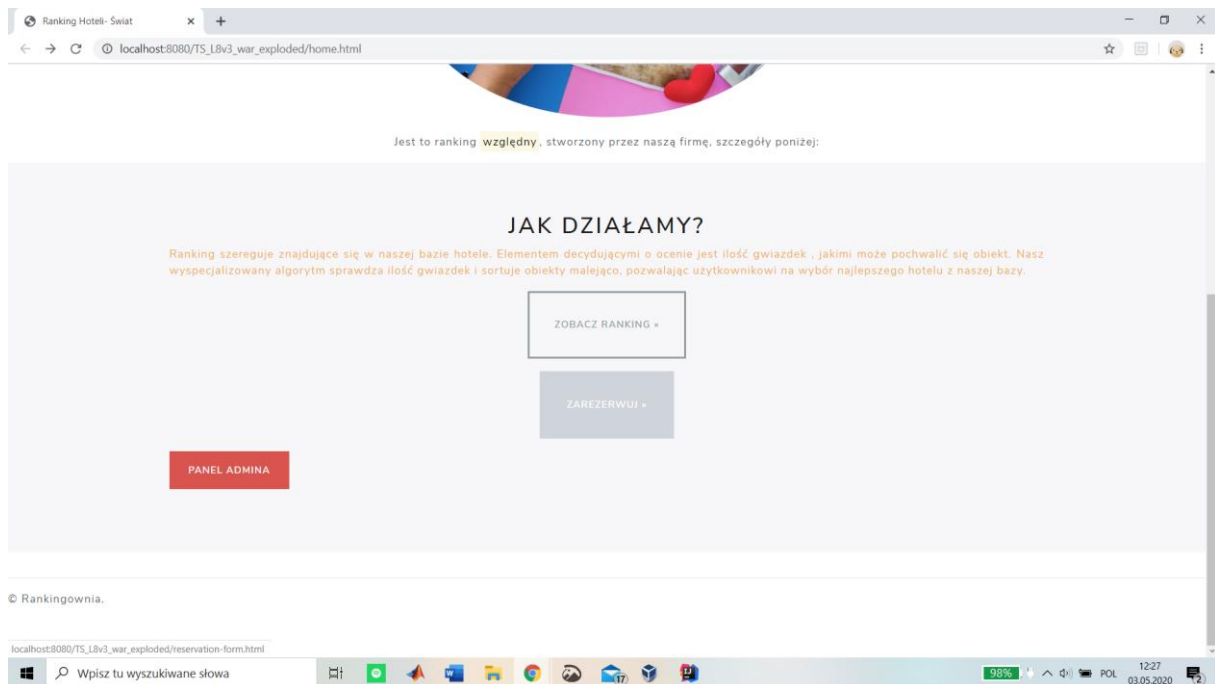 Ranking Hoteli- Świat
localhost:8080/TS_L8v3_war_exploded/home.html
Jest to ranking względny, stworzony przez naszą firmę, szczegóły poniżej:
JAK DZIAŁAMY?
Ranking szereguje znajdujące się w naszej bazie hotele. Elementem decydującymi o ocenie jest ilość gwiazdek , jakimi może pochwalić się obiekt. Nasz
wyspecjalizowany algorytm sprawdza ilość gwiazdek i sortuje obiekty malejąco, pozwalając użytkownikowi na wybór najlepszego hotelu z naszej bazy.
ZOBACZ RANKING »
ZAREZERWUJ »
PANEL ADMINA
© Rankingownia.
localhost:8080/TS_L8v3_war_exploded/reservation-form.html
Wpisz tu wyszukiwane słowa
17
98%
POL
12:27
03.05.2020
2